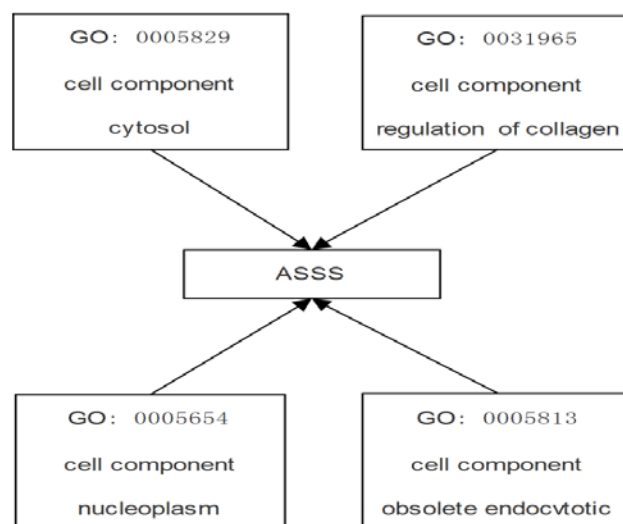 GO: 0005829
cell component
cytosol
GO: 0031965
cell component
regulation of collagen
ASSS
GO: 0005654
cell component
nucleoplasm
GO: 0005813
cell component
obsolete endocytotic